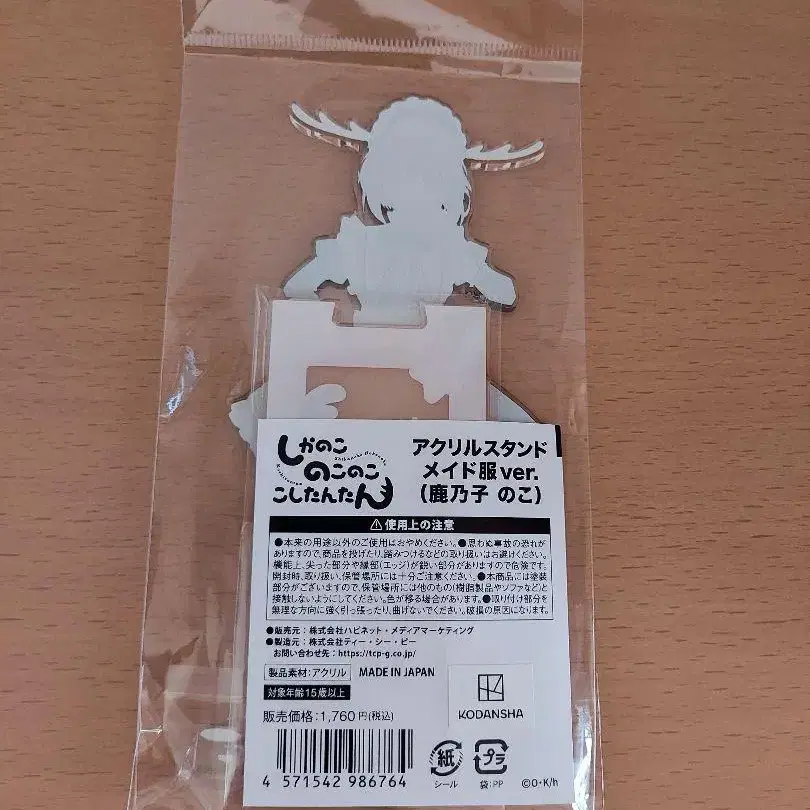 しかのこ
のこのこ
こしたんたん
アクリルスタンド
メイド服ver.
(鹿乃子 のこ)
⚠使用上の注意
●本来の用途以外のご使用はおやめください。●思わぬ事故の恐れが
ありますので、商品を投げたり、踏みつけるなどの取り扱いはお避けください。
機能上、尖った部分や縁部(エッジ)が鋭い部分がありますので危険です。
開封時、取り扱い、保管場所には十分ご注意ください。●本商品には塗装
部分がございますので、保管場所には他のもの(樹脂製品やソファなど)と
接触しないようにしてください。色が移る場合があります。●取り付け部分を
無理な方向に強く引っ張ったり、曲げないでください。破損の原因になります。
●販売元:株式会社ハピネット・メディアマーケティング
●製造元:株式会社ティー・シー・ピー
お問い合わせ先:https://tcp-g.co.jp/
製品素材:アクリル MADE IN JAPAN
対象年齢15歳以上
販売価格:1,760円(税込)
KODANSHA
4 571542 986764
紙
シール
プラ
袋:PP
©O・K/h